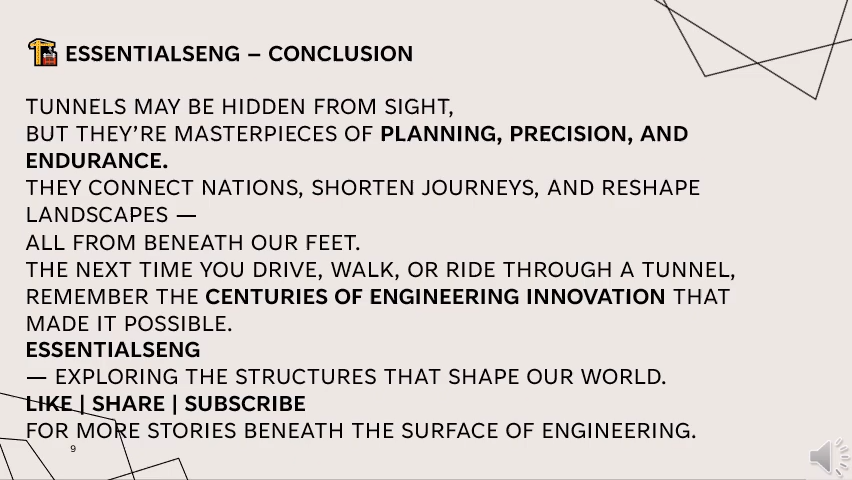 🏗️ ESSENTIALSENG – CONCLUSION
TUNNELS MAY BE HIDDEN FROM SIGHT,
BUT THEY’RE MASTERPIECES OF PLANNING, PRECISION, AND
ENDURANCE.
THEY CONNECT NATIONS, SHORTEN JOURNEYS, AND RESHAPE
LANDSCAPES —
ALL FROM BENEATH OUR FEET.
THE NEXT TIME YOU DRIVE, WALK, OR RIDE THROUGH A TUNNEL,
REMEMBER THE CENTURIES OF ENGINEERING INNOVATION THAT
MADE IT POSSIBLE.
ESSENTIALSENG
— EXPLORING THE STRUCTURES THAT SHAPE OUR WORLD.
LIKE | SHARE | SUBSCRIBE
FOR MORE STORIES BENEATH THE SURFACE OF ENGINEERING.
9